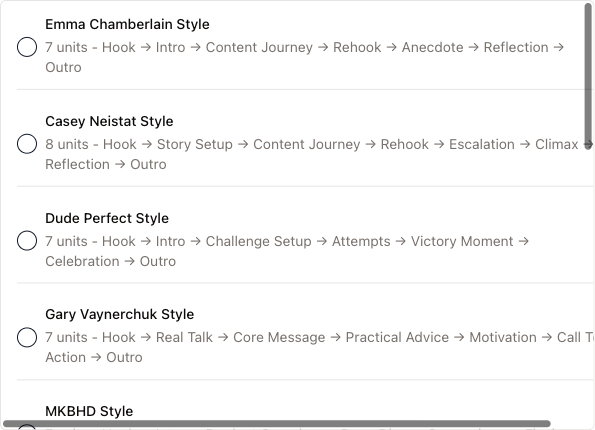 Emma Chamberlain Style
7 units - Hook → Intro → Content Journey → Rehook → Anecdote → Reflection →
Outro
Casey Neistat Style
8 units - Hook → Story Setup → Content Journey → Rehook → Escalation → Climax →
Reflection → Outro
Dude Perfect Style
7 units - Hook → Intro → Challenge Setup → Attempts → Victory Moment →
Celebration → Outro
Gary Vaynerchuk Style
7 units - Hook → Real Talk → Core Message → Practical Advice → Motivation → Call T
Action → Outro
MKBHD Style